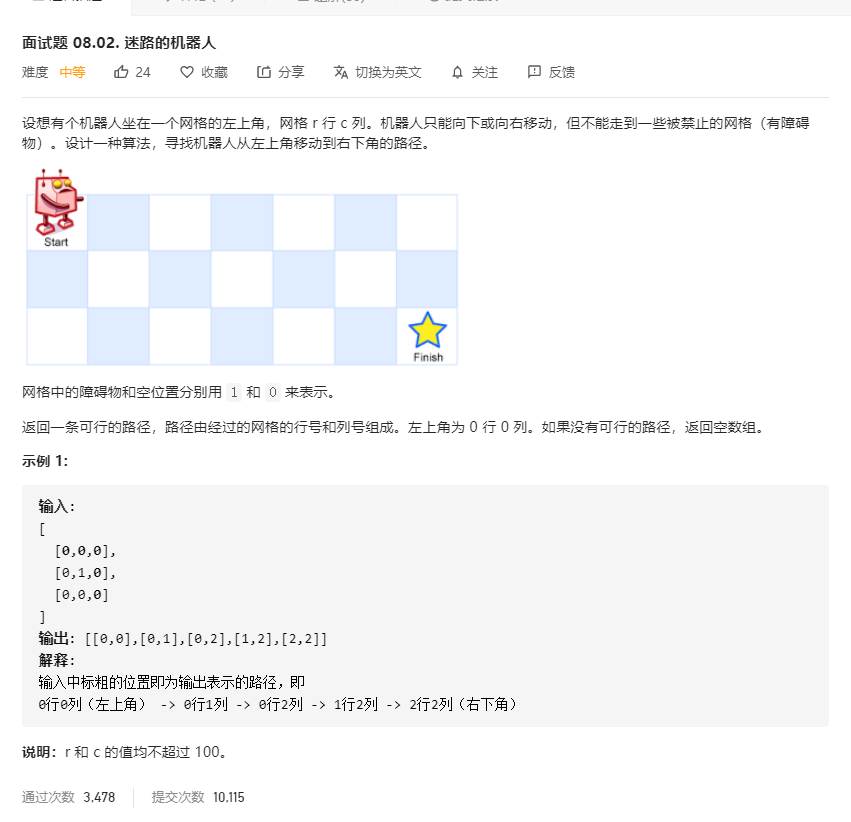 面试题 08.02. 迷路的机器人
难度 中等 24 收藏 分享 切换为英文 关注 反馈
设想有个机器人坐在一个网格的左上角，网格 r 行 c 列。机器人只能向下或向右移动，但不能走到一些被禁止的网格（有障碍
物）。设计一种算法，寻找机器人从左上角移动到右下角的路径。
Start
Finish
网格中的障碍物和空位置分别用 1 和 0 来表示。
返回一条可行的路径，路径由经过的网格的行号和列号组成。左上角为 0 行 0 列。如果没有可行的路径，返回空数组。
示例 1:
输入:
[
  [0,0,0],
  [0,1,0],
  [0,0,0]
]
输出: [[0,0],[0,1],[0,2],[1,2],[2,2]]
解释:
输入中标粗的位置即为输出表示的路径，即
0行0列（左上角） -> 0行1列 -> 0行2列 -> 1行2列 -> 2行2列（右下角）
说明：r 和 c 的值均不超过 100。
通过次数 3,478 提交次数 10,115